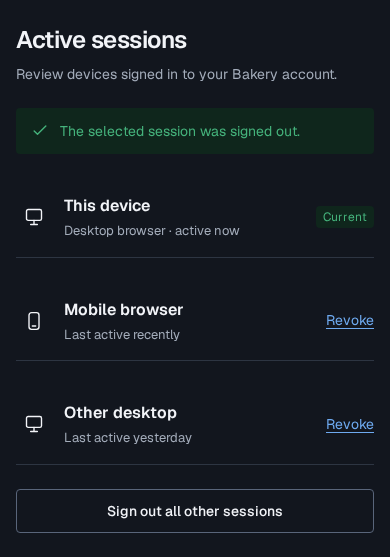 Active sessions
Review devices signed in to your Bakery account.
The selected session was signed out.
This device
Current
Desktop browser · active now
Mobile browser
Revoke
Last active recently
Other desktop
Revoke
Last active yesterday
Sign out all other sessions